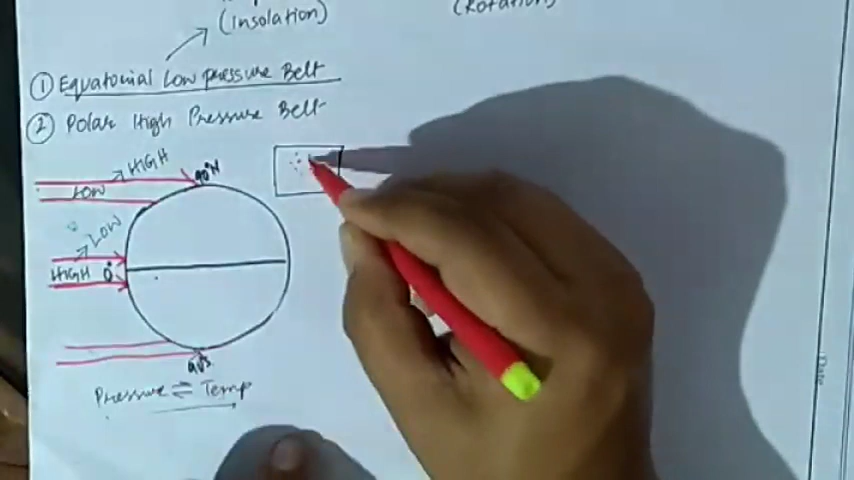 (Insolation)
(Rotation)
① Equatorial Low pressure Belt
② Polar High Pressure Belt
HIGH
90°N
LOW
LOW
HIGH 0°
90°S
Pressure ⇌ Temp